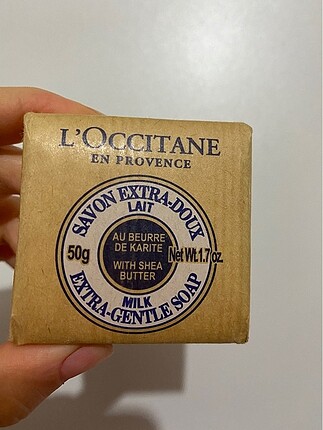 L'OCCITANE
EN PROVENCE
SAVON EXTRA-DOUX
LAIT
AU BEURRE
DE KARITE
50g
Net Wt.1.7 oz.
WITH SHEA
BUTTER
MILK
EXTRA-GENTLE SOAP